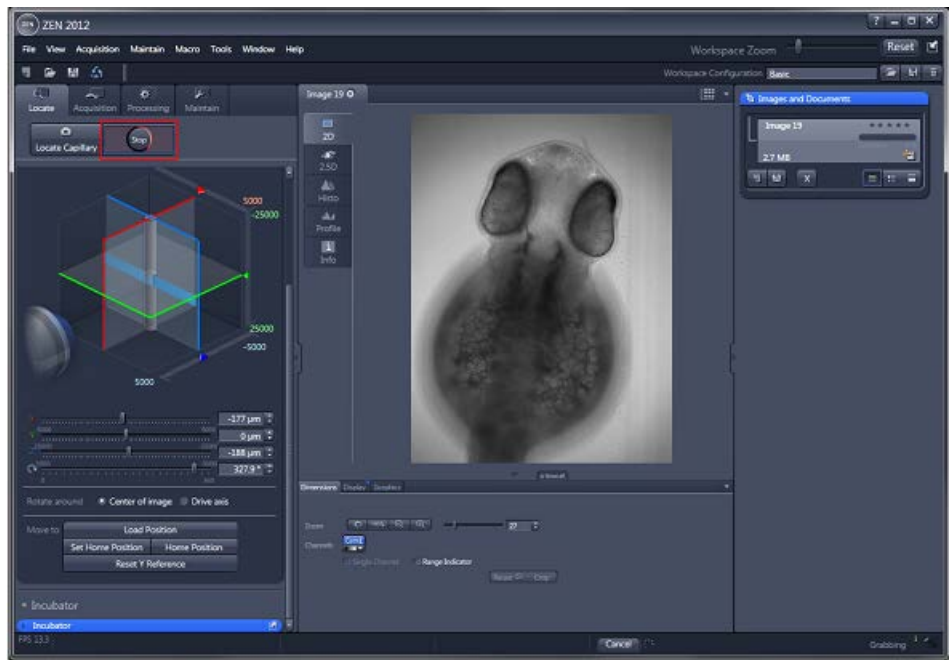 ZEN 2012
File View Acquisition Maintain Macro Tools Window Help
Workspace Zoom Reset
Workspace Configuration Basic
Locate Acquisition Processing Maintain
Image 19
Images and Documents
Locate Capillary Stop
2D
2.5D
Histo
Profile
Info
Image 19
2.7 MB
X
5000
-25000
25000
-5000
5000
-177 µm
0 µm
-188 µm
327.9 °
Rotate around Center of image Drive axis
Move to: Load Position
Set Home Position Home Position
Reset Y Reference
Dimensions Display Graphics
Zoom 27
Channels Cam1
Single Channel Range Indicator
Reset Crop
Incubator
Incubator
FPS 13.3
Cancel
Grabbing